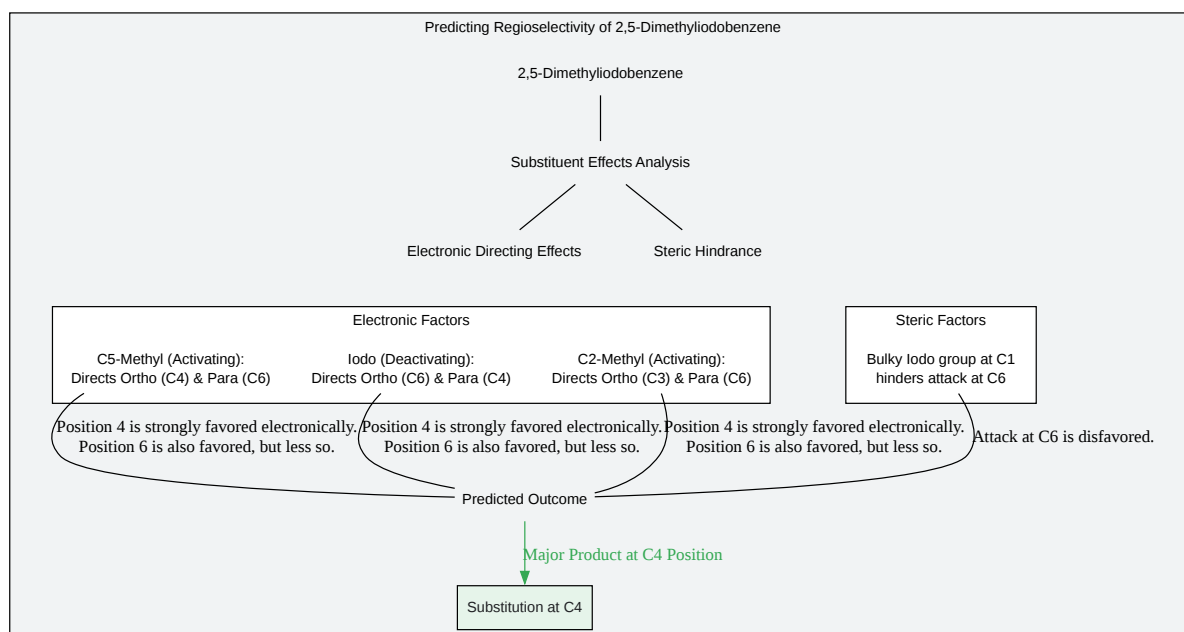 Predicting Regioselectivity of 2,5-Dimethyliodobenzene
2,5-Dimethyliodobenzene
Substituent Effects Analysis
Electronic Directing Effects
Steric Hindrance
Electronic Factors
C5-Methyl (Activating):
Directs Ortho (C4) & Para (C6)
Iodo (Deactivating):
Directs Ortho (C6) & Para (C4)
C2-Methyl (Activating):
Directs Ortho (C3) & Para (C6)
Steric Factors
Bulky Iodo group at C1
hinders attack at C6
Position 4 is strongly favored electronically.
Position 6 is also favored, but less so.
Position 4 is strongly favored electronically.
Position 6 is also favored, but less so.
Position 4 is strongly favored electronically.
Position 6 is also favored, but less so.
Attack at C6 is disfavored.
Predicted Outcome
Major Product at C4 Position
Substitution at C4